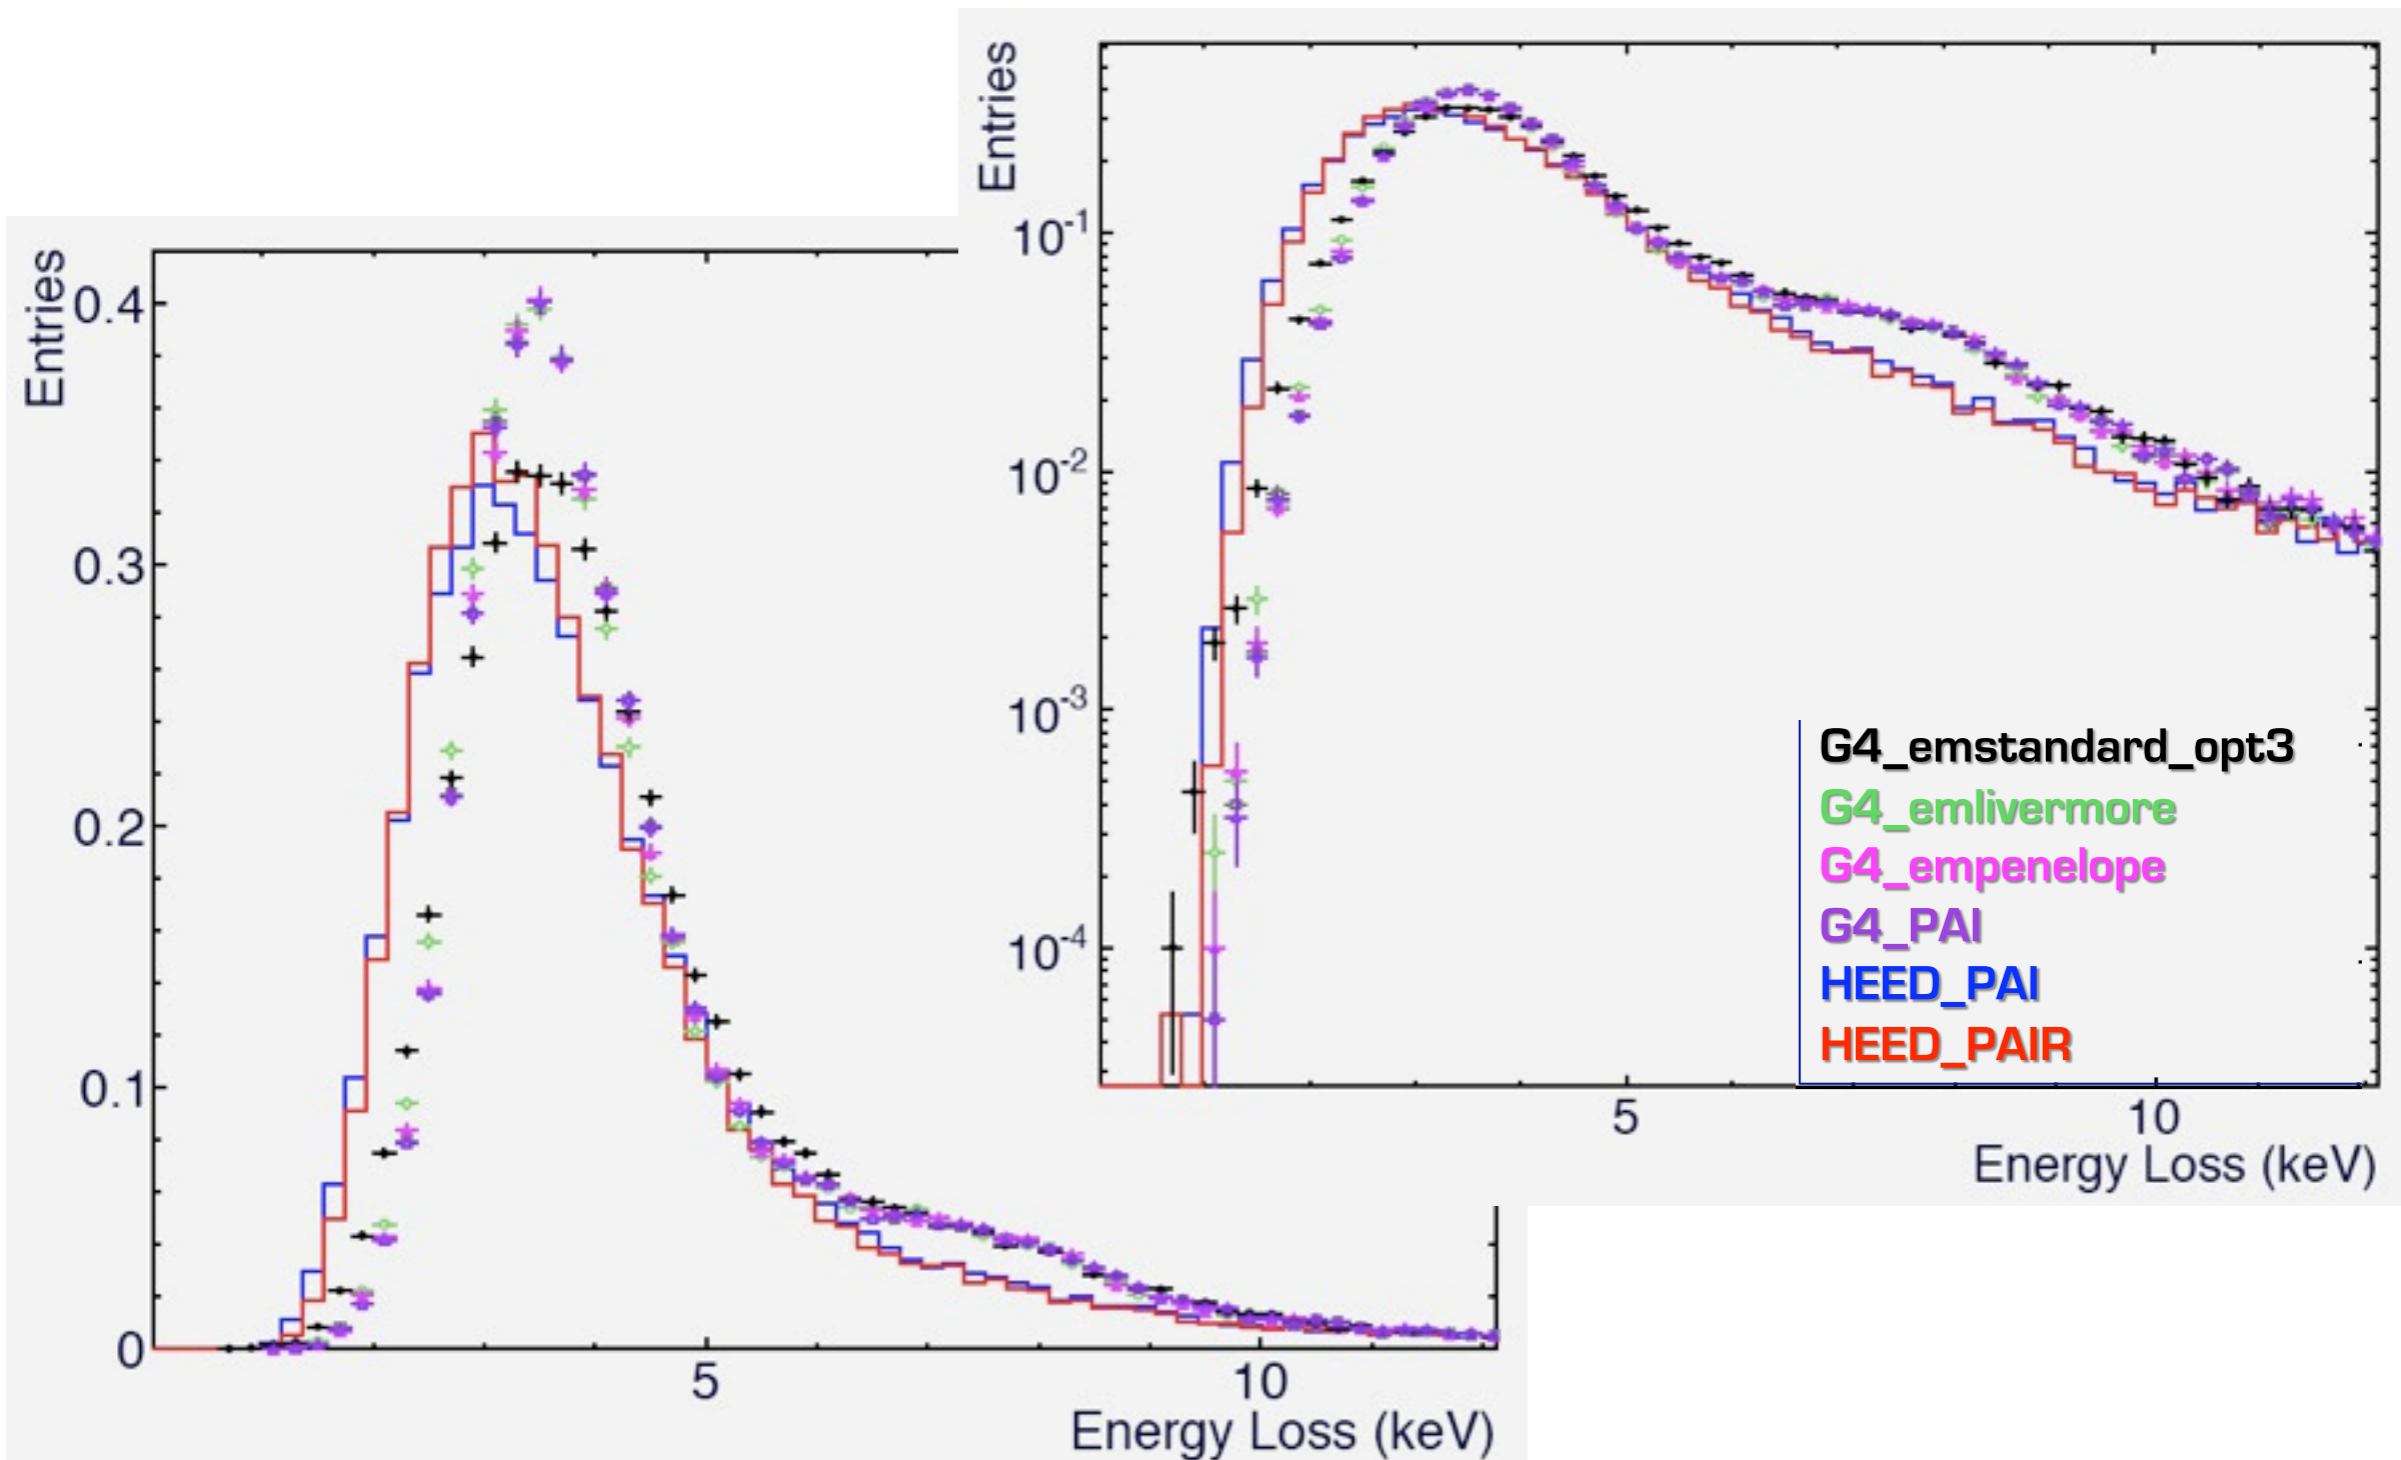 Entries
0.4
0.3
0.2
0.1
0
5
10
Energy Loss (keV)
Entries
10-1
10-2
10-3
10-4
5
10
Energy Loss (keV)
G4_emstandard_opt3
G4_emlivermore
G4_empenelope
G4_PAI
HEED_PAI
HEED_PAIR